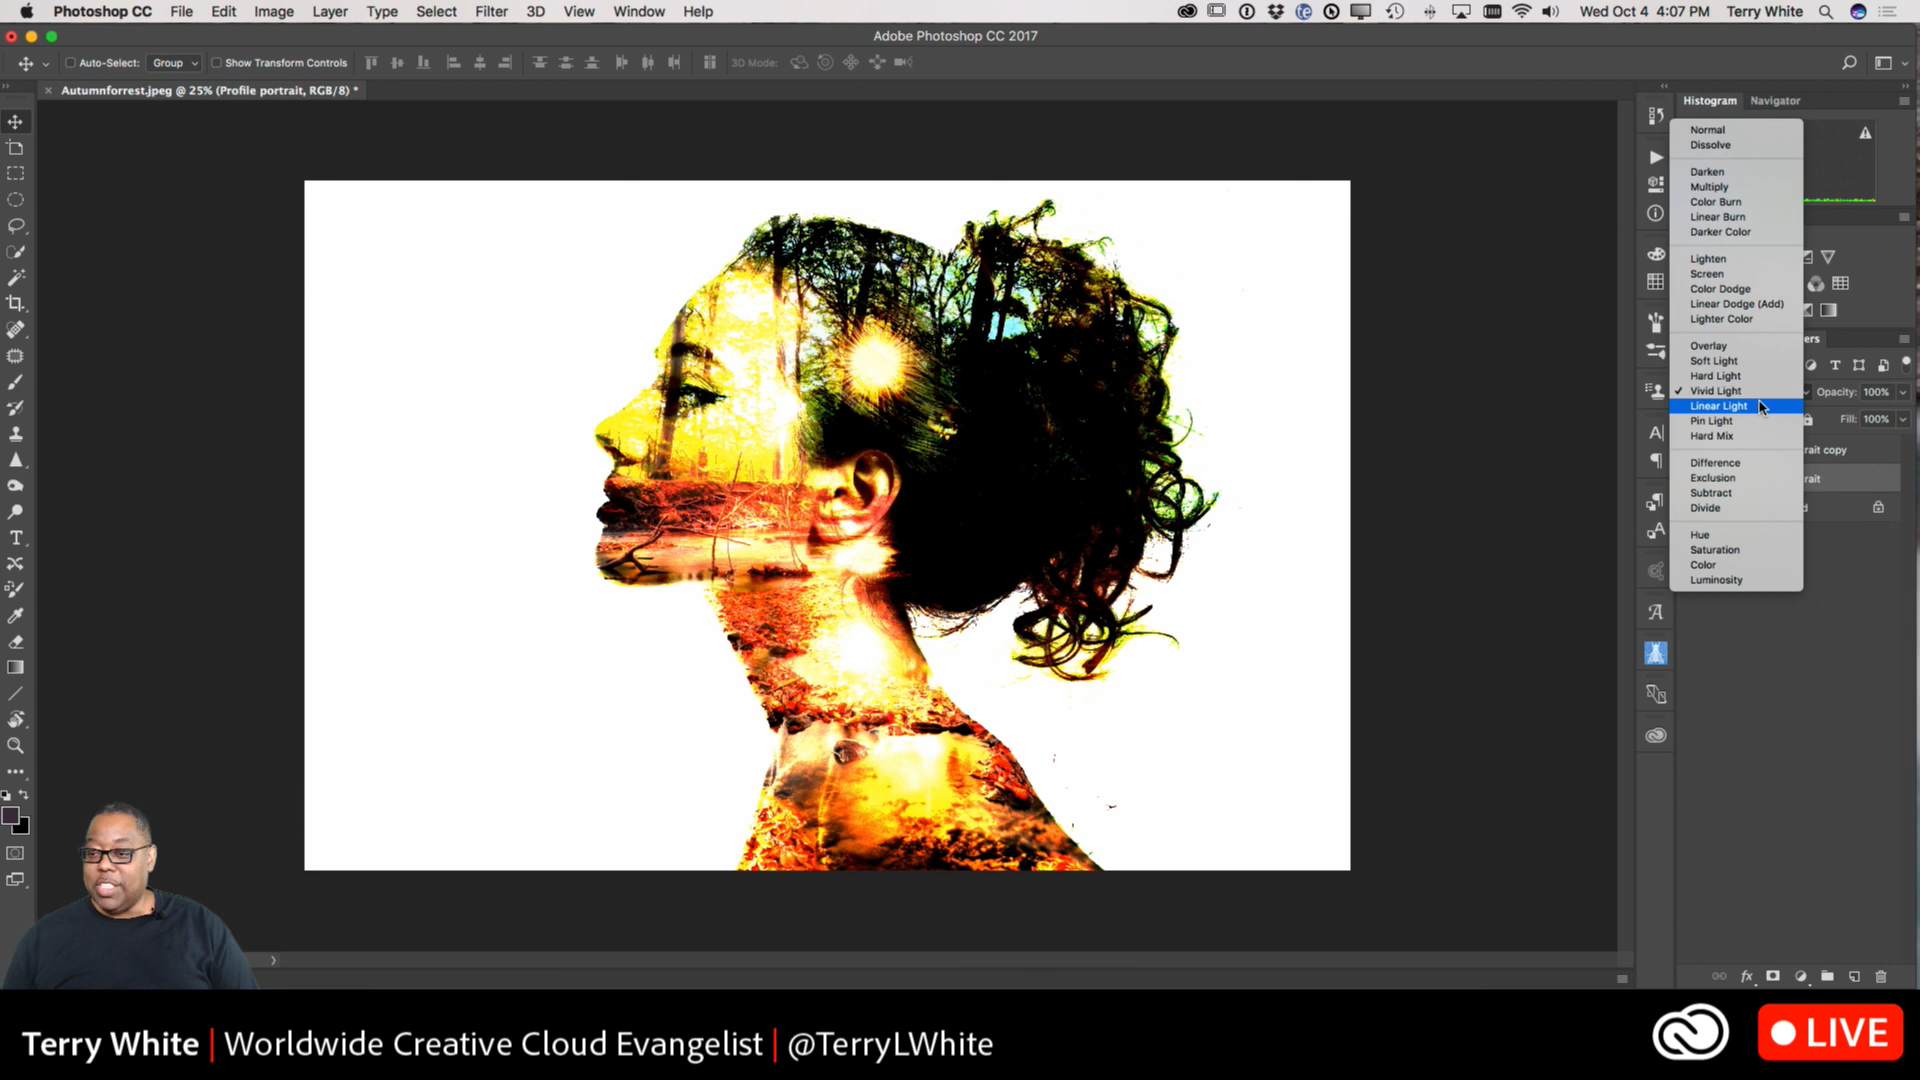 Photoshop CC File Edit Image Layer Type Select Filter 3D View Window Help Wed Oct 4 4:07 PM Terry White
Adobe Photoshop CC 2017
Auto-Select: Group Show Transform Controls 3D Mode:
Autumnforrest.jpeg @ 25% (Profile portrait, RGB/8) *
Histogram Navigator
Normal
Dissolve
Darken
Multiply
Color Burn
Linear Burn
Darker Color
Lighten
Screen
Color Dodge
Linear Dodge (Add)
Lighter Color
ers
Overlay
Soft Light
Hard Light
Vivid Light Opacity: 100%
Linear Light
Pin Light Fill: 100%
Hard Mix
rait copy
Difference
Exclusion rait
Subtract
Divide d
Hue
Saturation
Color
Luminosity
fx
Terry White | Worldwide Creative Cloud Evangelist | @TerryLWhite
LIVE